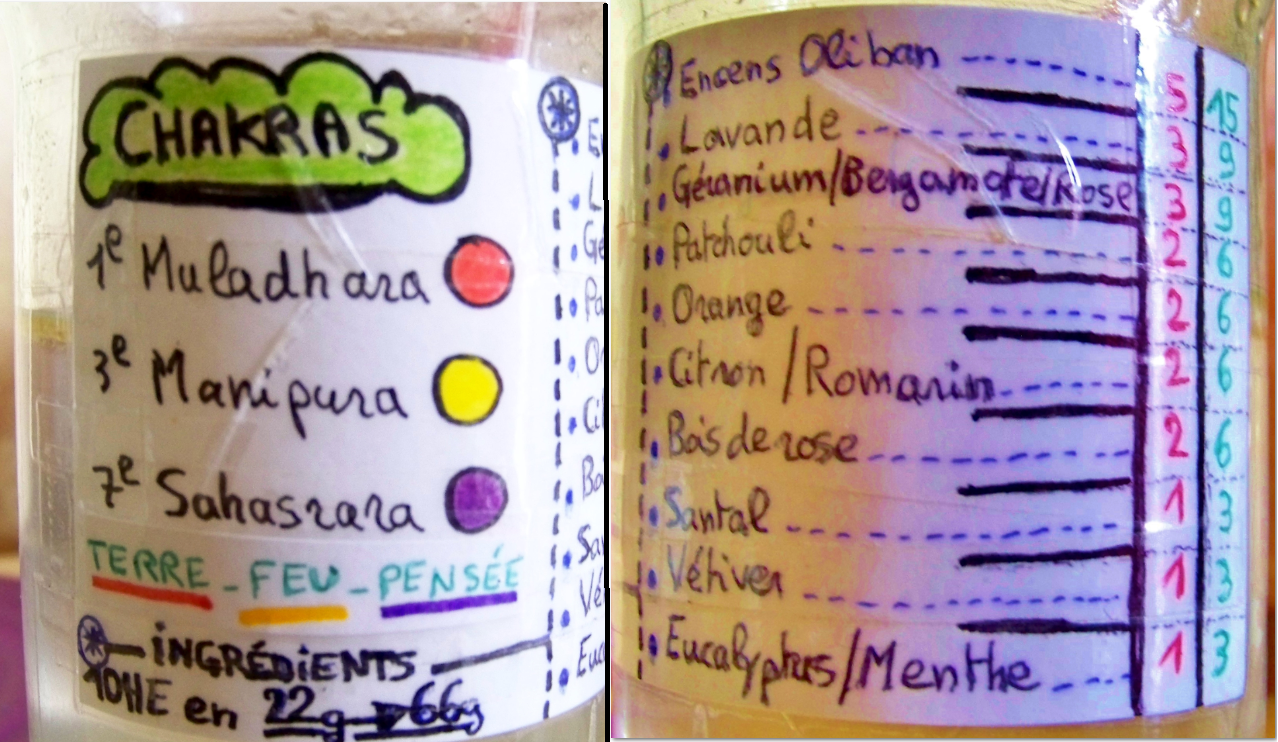 CHAKRAS
1e Muladhara
3e Manipura
7e Sahasrara
TERRE - FEU - PENSÉE
INGRÉDIENTS
10HE en 22g 66g
Encens Oliban 5 15
Lavande 3 9
Géranium/Bergamote/Rose 3 9
Patchouli 2 6
Orange 2 6
Citron / Romarin 2 6
Bois de rose 2 6
Santal 1 3
Vétiver 1 3
Eucalyptus/Menthe 1 3